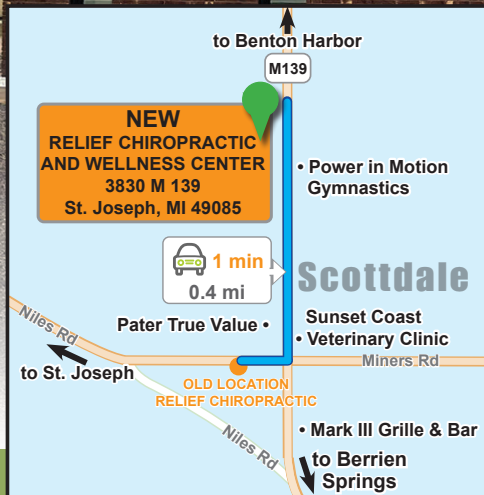 to Benton Harbor
M139
NEW
RELIEF CHIROPRACTIC
AND WELLNESS CENTER
3830 M 139
St. Joseph, MI 49085
• Power in Motion
Gymnastics
1 min
0.4 mi
Scottdale
Niles Rd
Pater True Value •
Sunset Coast
• Veterinary Clinic
Miners Rd
to St. Joseph
OLD LOCATION
RELIEF CHIROPRACTIC
Niles Rd
• Mark III Grille & Bar
to Berrien
Springs